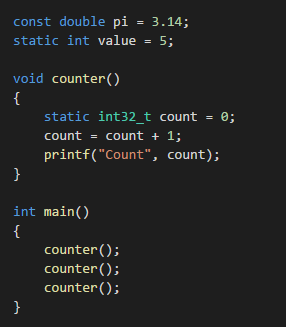 const double pi = 3.14;
static int value = 5;
void counter()
{
static int32_t count = 0;
count = count + 1;
printf("Count", count);
}
int main()
{
counter();
counter();
counter();
}